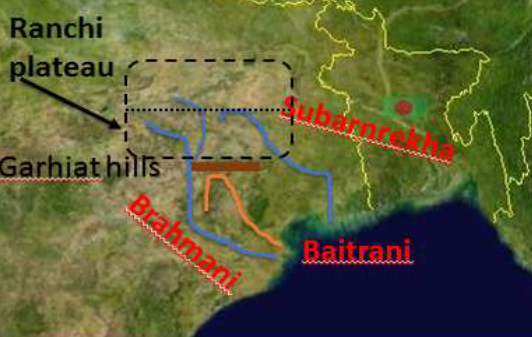 Ranchi
plateau
Subarnrekha
Garhiat hills
Brahmani
Baitrani